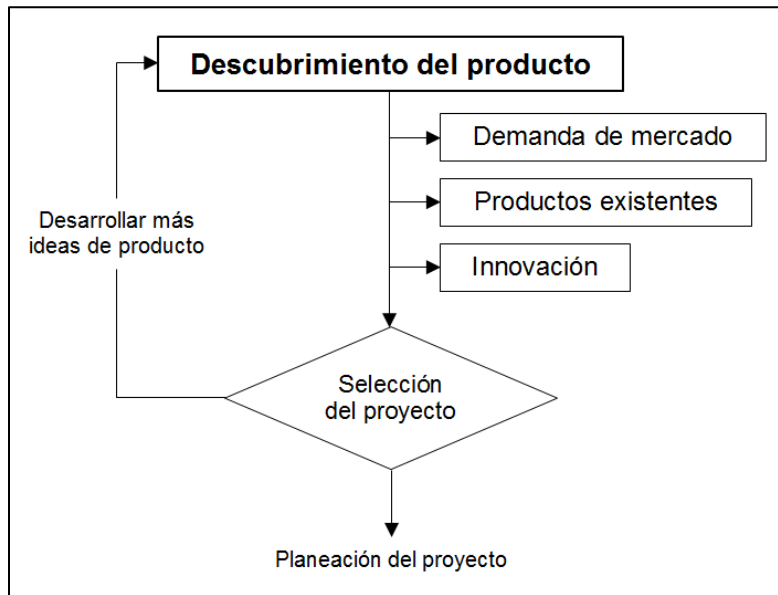 Descubrimiento del producto
Demanda de mercado
Productos existentes
Innovación
Desarrollar más
ideas de producto
Selección
del proyecto
Planeación del proyecto